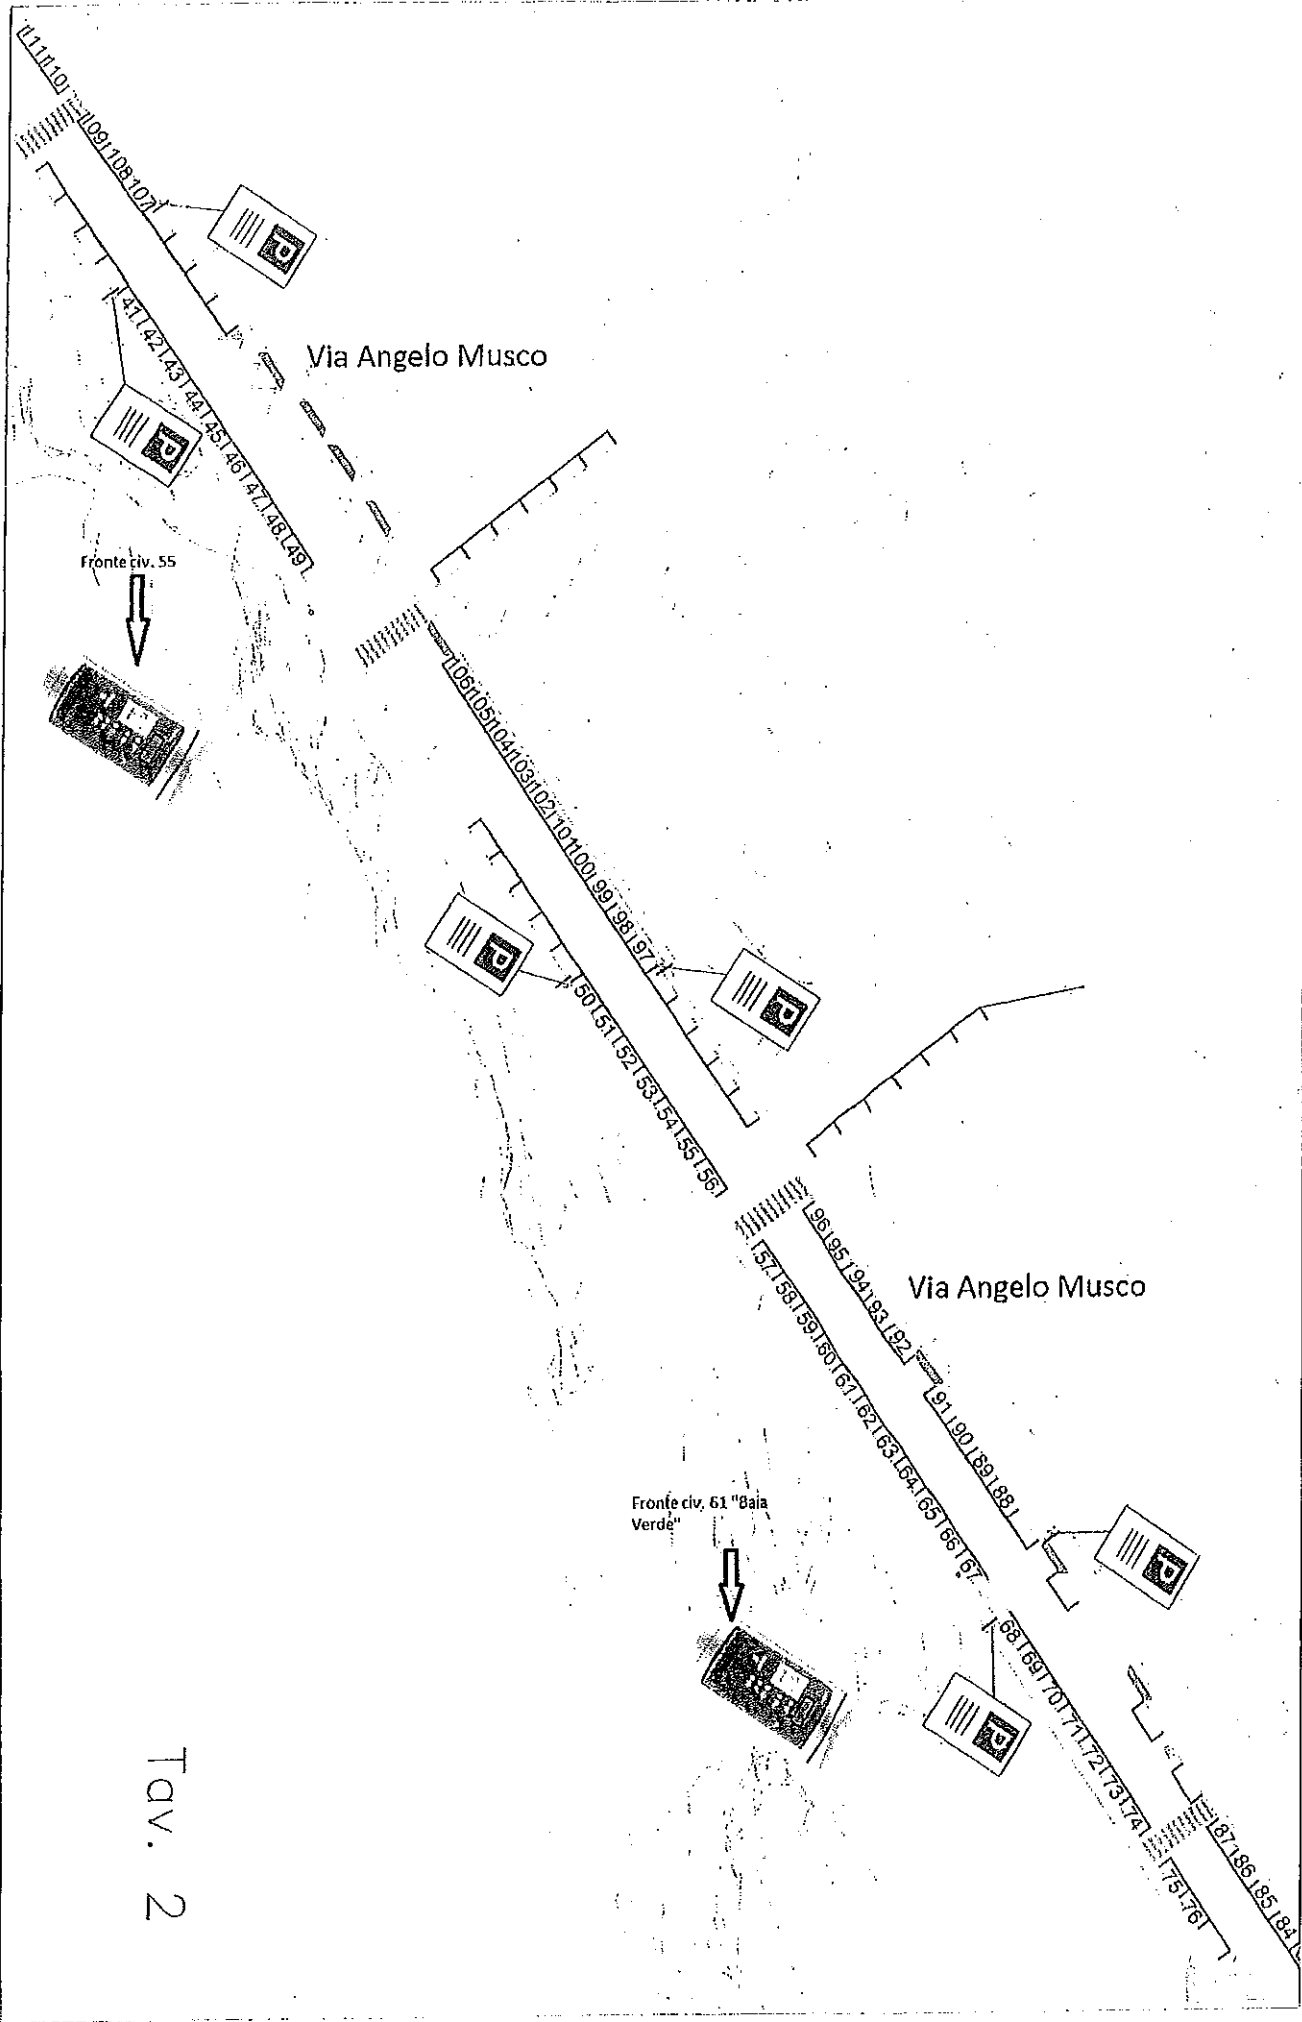 111 110
109 108 107
P
41 42 43 44 45 46 47 48 49
P
Via Angelo Musco
Fronte civ. 55
106 105 104 103 102 101 100 99 98 97
P
50 51 52 53 54 55 56
P
96 95 94 93 92
57 58 59 60 61 62 63 64 65 66 67
Via Angelo Musco
91 90 89 88
P
Fronte civ. 61 "Baia
Verde"
68 69 70 71 72 73 74
P
87 86 85 84
75 76
Tav. 2